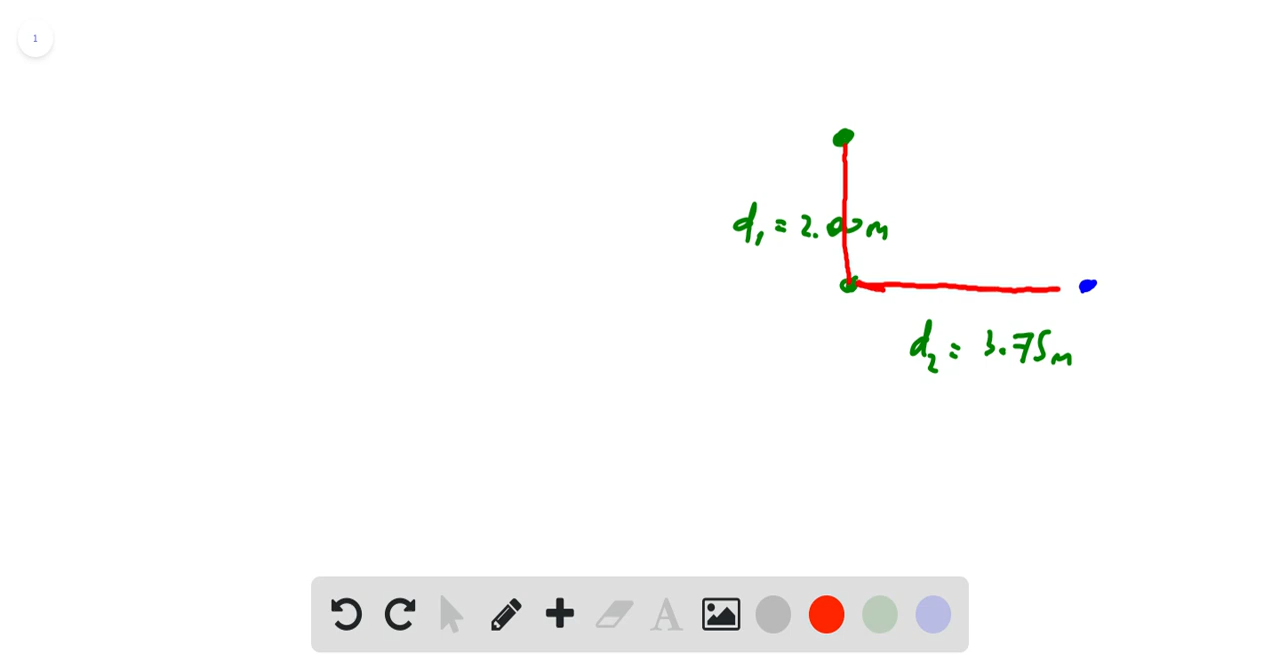 1
d₁ = 2.00m
d₂ = 3.75m
A